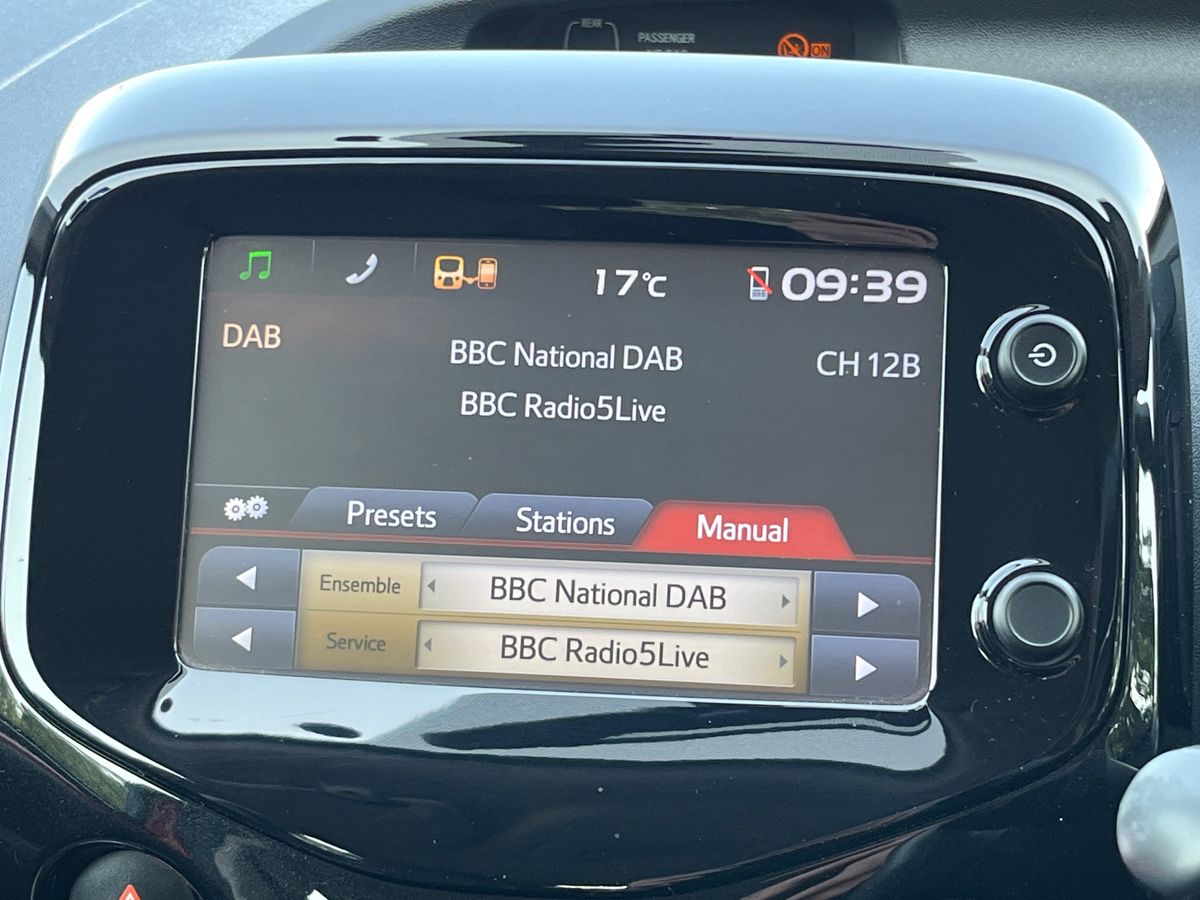 REAR
PASSENGER
ON
17°C
09:39
DAB
BBC National DAB
CH 12B
BBC Radio5Live
Presets
Stations
Manual
Ensemble
BBC National DAB
Service
BBC Radio5Live